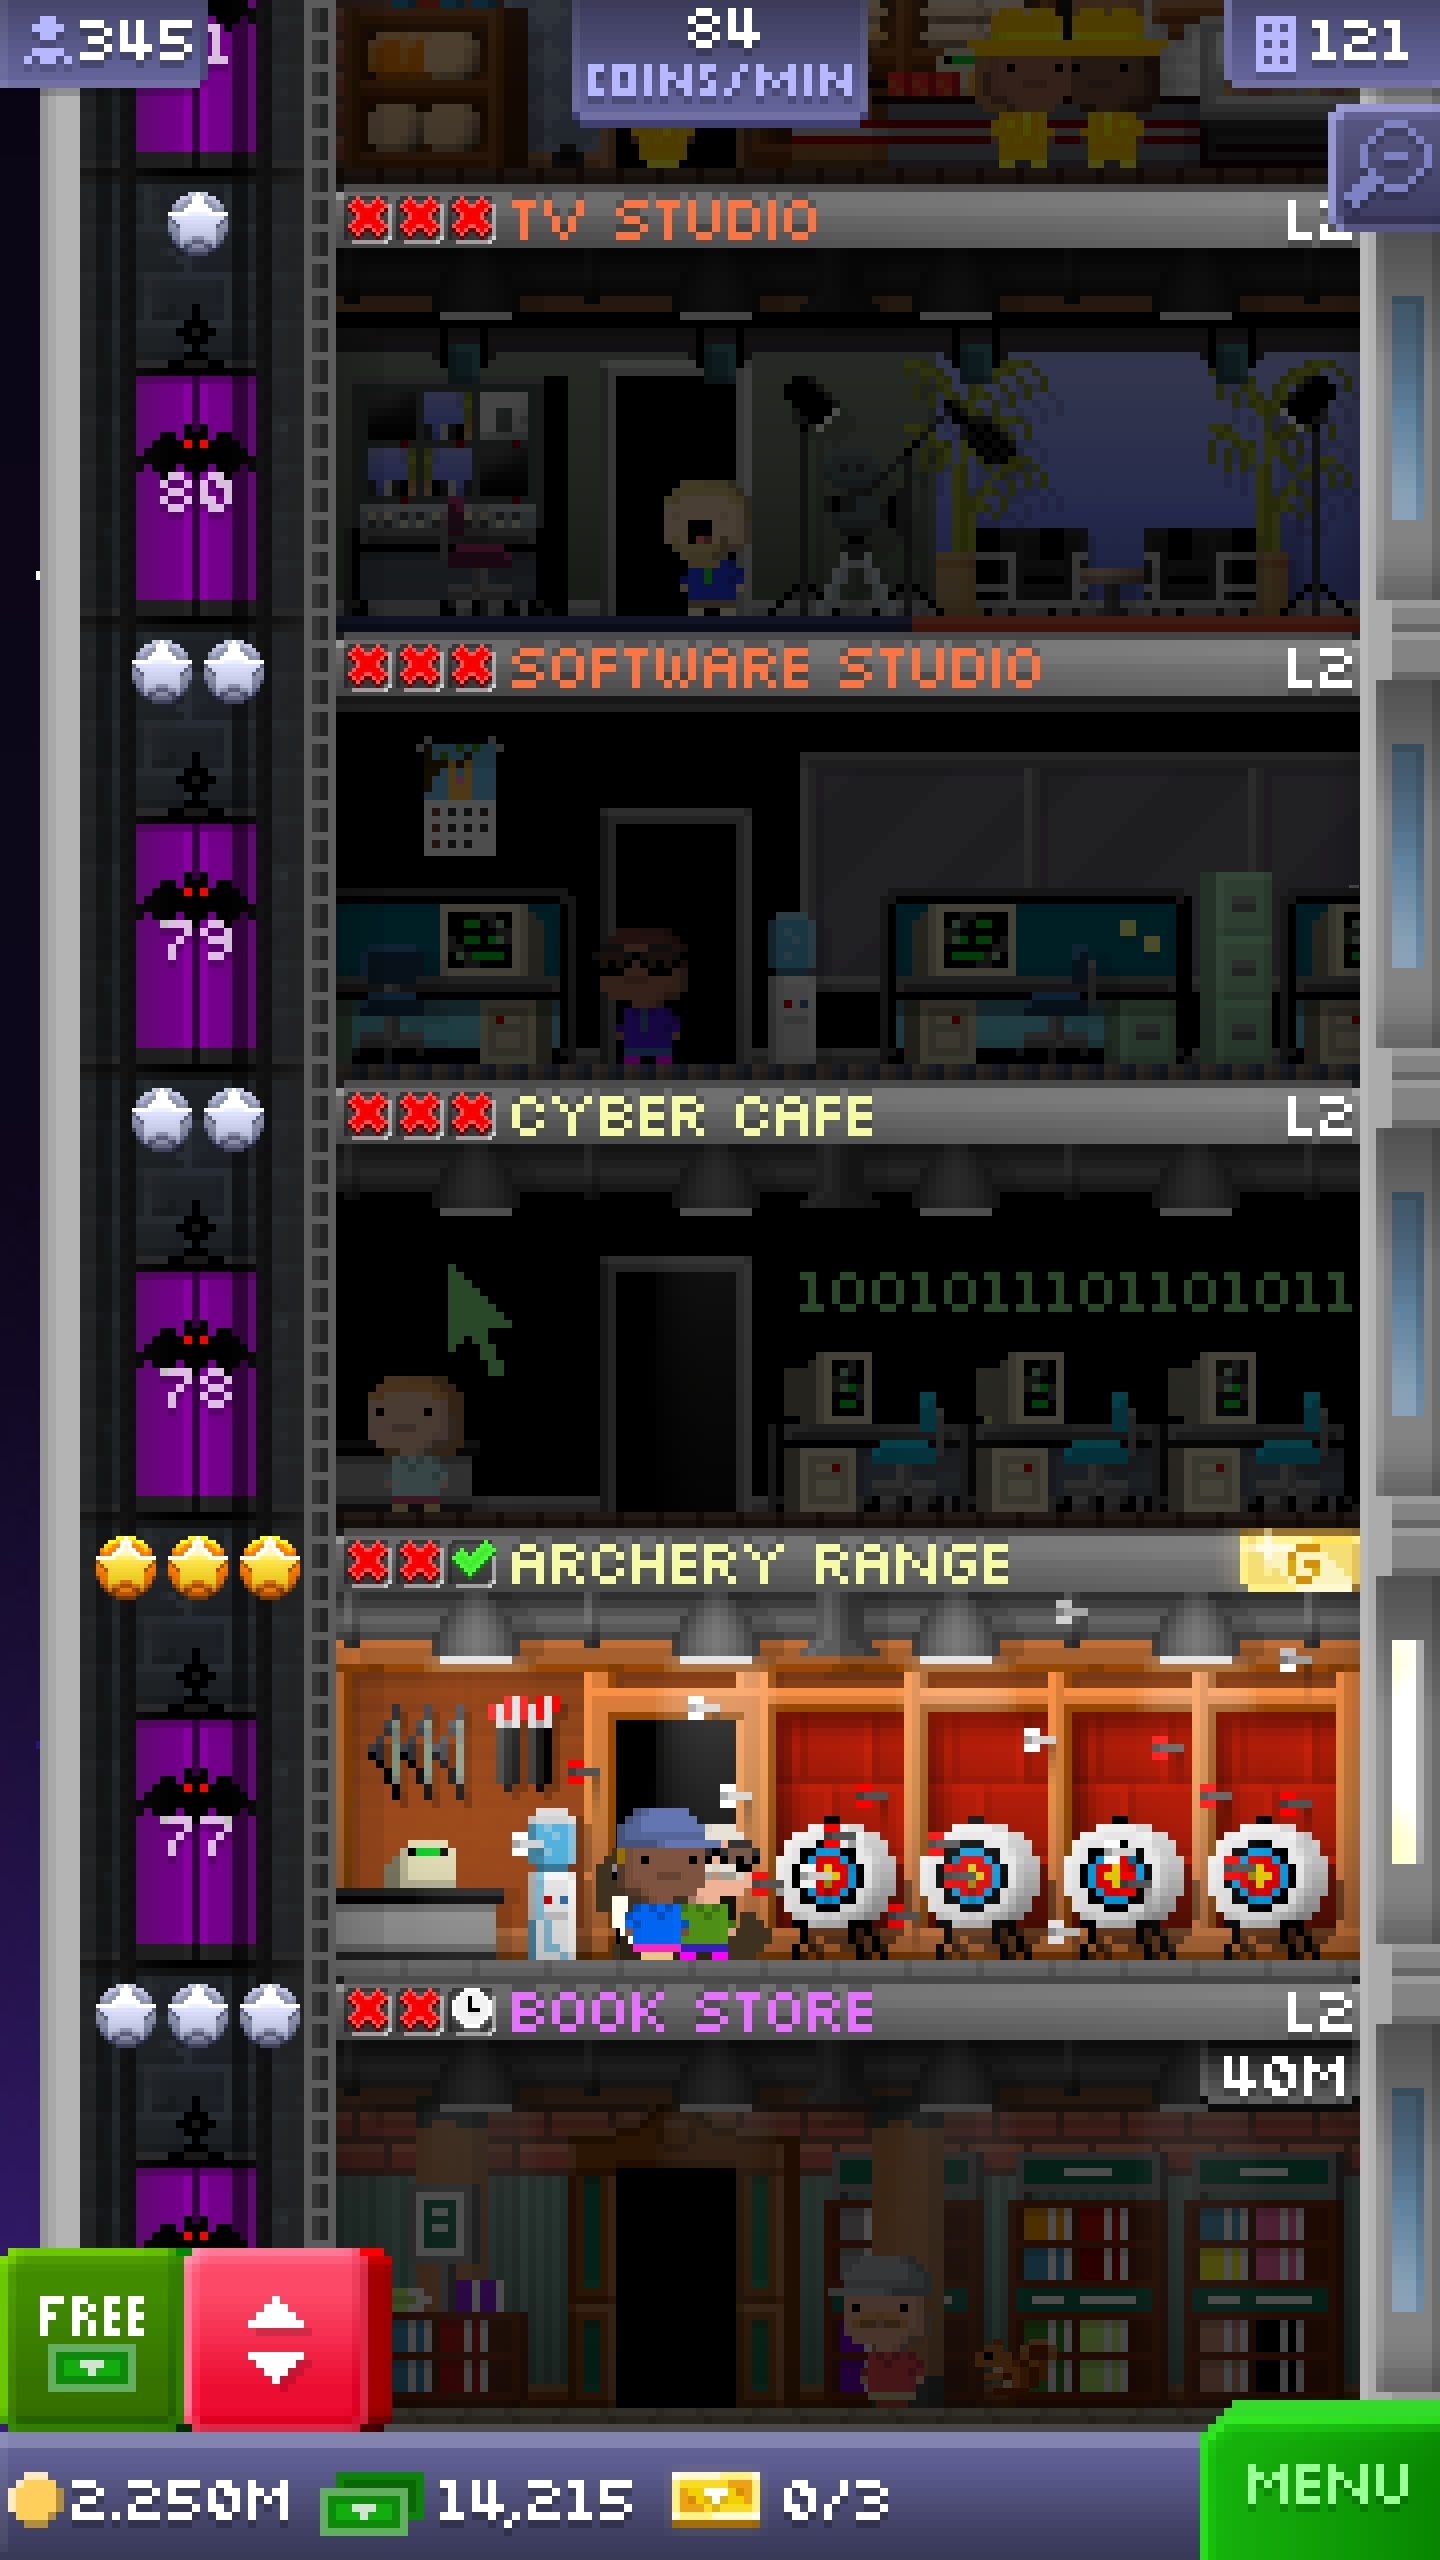 345
84
COINS/MIN
121
1
TV STUDIO
80
SOFTWARE STUDIO L2
79
CYBER CAFE L2
1001011101101011
78
ARCHERY RANGE G
77
BOOK STORE L2
40M
FREE
2.250M 14,215 0/3
MENU